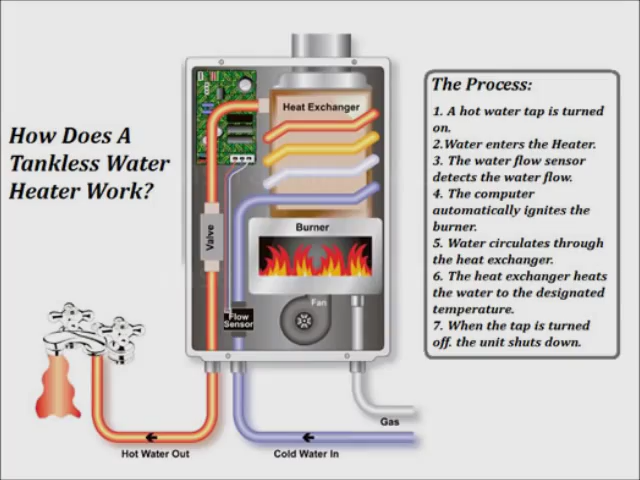 How Does A
Tankless Water
Heater Work?
Heat Exchanger
Valve
Burner
Fan
Flow
Sensor
Gas
Hot Water Out
Cold Water In
The Process:
1. A hot water tap is turned
on.
2.Water enters the Heater.
3. The water flow sensor
detects the water flow.
4. The computer
automatically ignites the
burner.
5. Water circulates through
the heat exchanger.
6. The heat exchanger heats
the water to the designated
temperature.
7. When the tap is turned
off. the unit shuts down.